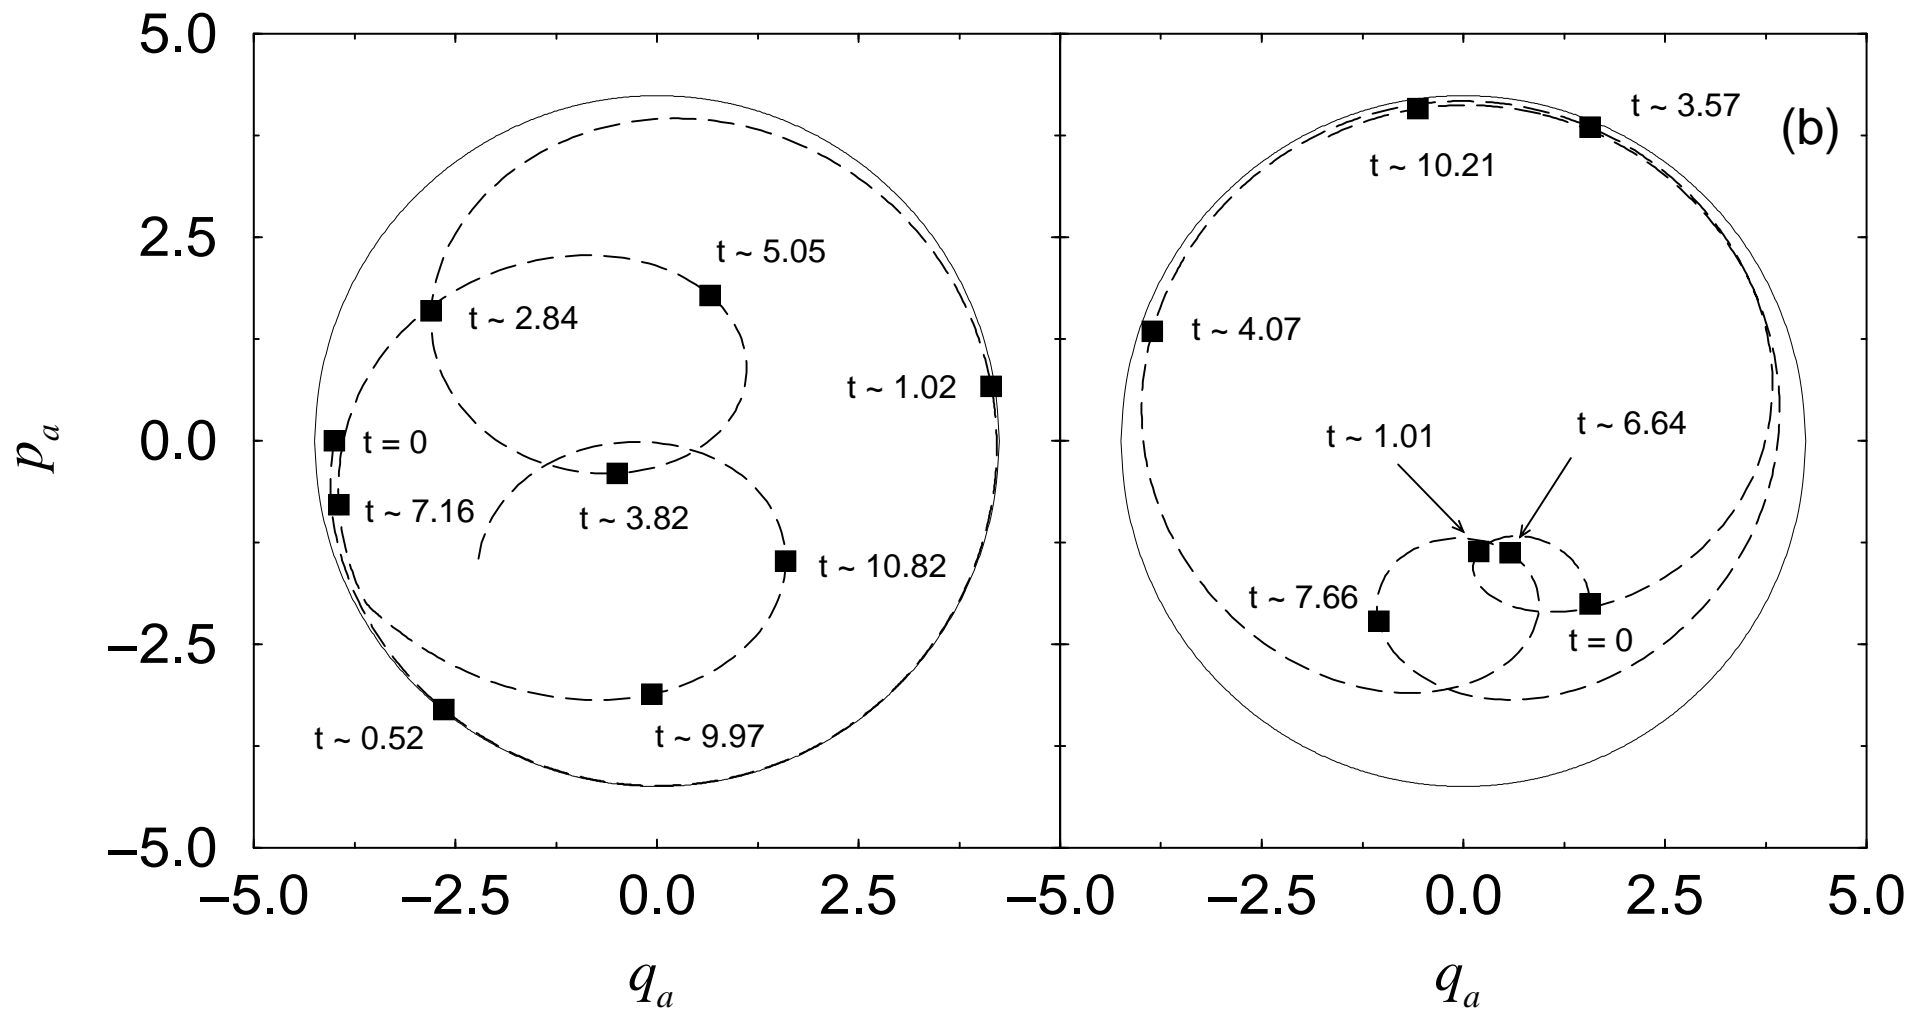 5.0
2.5
0.0
−2.5
−5.0
p_a
t ~ 5.05
t ~ 2.84
t ~ 1.02
t = 0
t ~ 7.16
t ~ 3.82
t ~ 10.82
t ~ 0.52
t ~ 9.97
−5.0 −2.5 0.0 2.5
q_a
(b)
t ~ 3.57
t ~ 10.21
t ~ 4.07
t ~ 1.01
t ~ 6.64
t ~ 7.66
t = 0
−5.0 −2.5 0.0 2.5 5.0
q_a